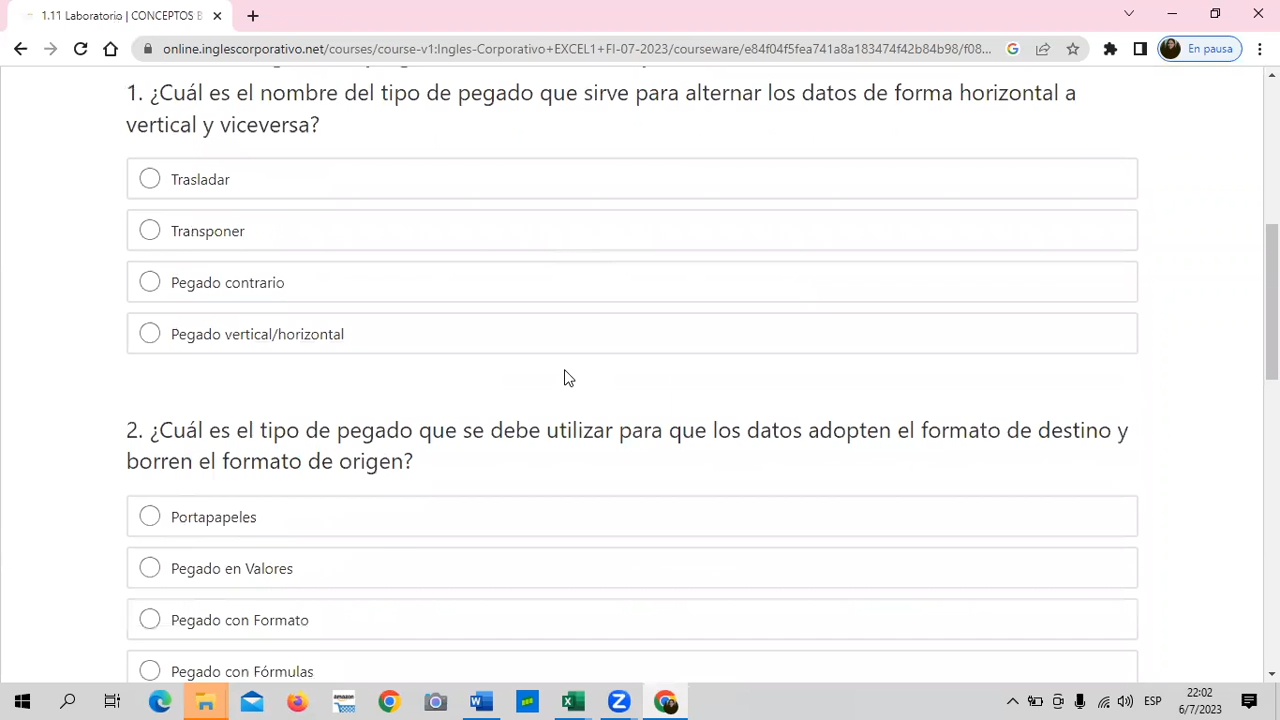 1.11 Laboratorio | CONCEPTOS B
En pausa
online.inglescorporativo.net/courses/course-v1:Ingles-Corporativo+EXCEL1+FI-07-2023/courseware/e84f04f5fea741a8a183474f42b84b98/f08...
1. ¿Cuál es el nombre del tipo de pegado que sirve para alternar los datos de forma horizontal a
vertical y viceversa?
Trasladar
Transponer
Pegado contrario
Pegado vertical/horizontal
2. ¿Cuál es el tipo de pegado que se debe utilizar para que los datos adopten el formato de destino y
borren el formato de origen?
Portapapeles
Pegado en Valores
Pegado con Formato
Pegado con Fórmulas
ESP
22:02
6/7/2023